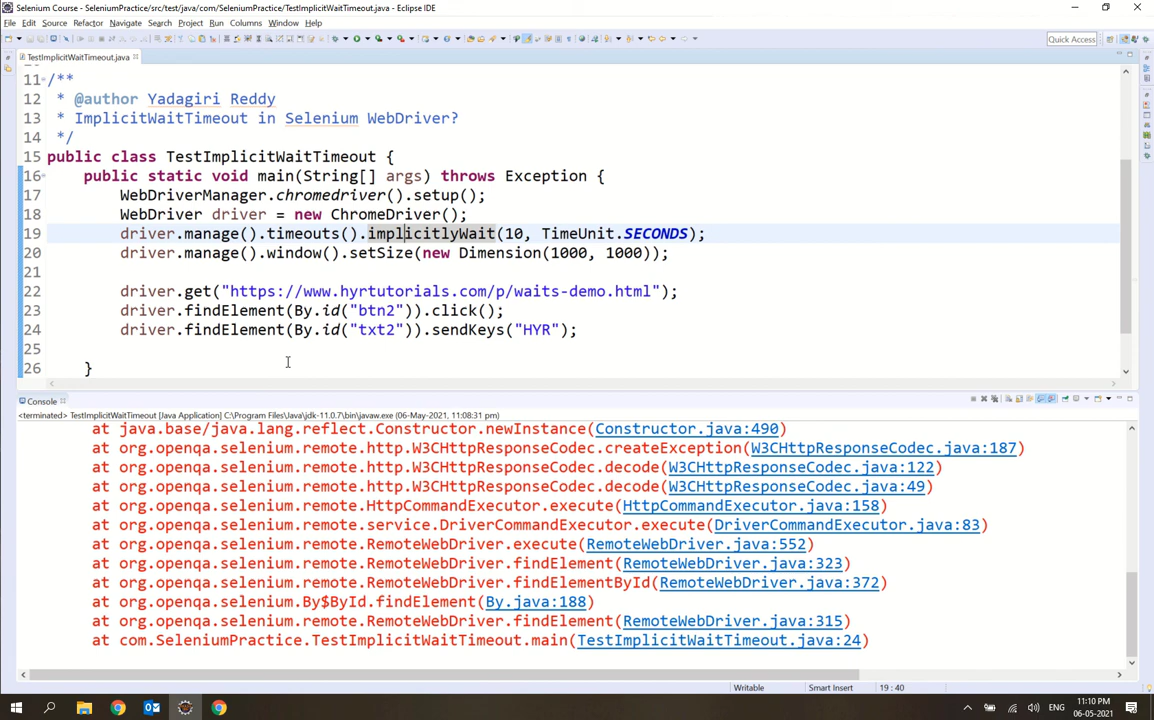 Selenium Course - SeleniumPractice/src/test/java/com/SeleniumPractice/TestImplicitWaitTimeout.java - Eclipse IDE
File Edit Source Refactor Navigate Search Project Run Columns Window Help
Quick Access
TestImplicitWaitTimeout.java
11 /**
12 * @author Yadagiri Reddy
13 * ImplicitWaitTimeout in Selenium WebDriver?
14 */
15 public class TestImplicitWaitTimeout {
16 public static void main(String[] args) throws Exception {
17 WebDriverManager.chromedriver().setup();
18 WebDriver driver = new ChromeDriver();
19 driver.manage().timeouts().implicitlyWait(10, TimeUnit.SECONDS);
20 driver.manage().window().setSize(new Dimension(1000, 1000));
21
22 driver.get("https://www.hyrtutorials.com/p/waits-demo.html");
23 driver.findElement(By.id("btn2")).click();
24 driver.findElement(By.id("txt2")).sendKeys("HYR");
25
26 }
Console
<terminated> TestImplicitWaitTimeout [Java Application] C:\Program Files\Java\jdk-11.0.7\bin\javaw.exe (06-May-2021, 11:08:31 pm)
at java.base/java.lang.reflect.Constructor.newInstance(Constructor.java:490)
at org.openqa.selenium.remote.http.W3CHttpResponseCodec.createException(W3CHttpResponseCodec.java:187)
at org.openqa.selenium.remote.http.W3CHttpResponseCodec.decode(W3CHttpResponseCodec.java:122)
at org.openqa.selenium.remote.http.W3CHttpResponseCodec.decode(W3CHttpResponseCodec.java:49)
at org.openqa.selenium.remote.HttpCommandExecutor.execute(HttpCommandExecutor.java:158)
at org.openqa.selenium.remote.service.DriverCommandExecutor.execute(DriverCommandExecutor.java:83)
at org.openqa.selenium.remote.RemoteWebDriver.execute(RemoteWebDriver.java:552)
at org.openqa.selenium.remote.RemoteWebDriver.findElement(RemoteWebDriver.java:323)
at org.openqa.selenium.remote.RemoteWebDriver.findElementById(RemoteWebDriver.java:372)
at org.openqa.selenium.By$ById.findElement(By.java:188)
at org.openqa.selenium.remote.RemoteWebDriver.findElement(RemoteWebDriver.java:315)
at com.SeleniumPractice.TestImplicitWaitTimeout.main(TestImplicitWaitTimeout.java:24)
Writable Smart Insert 19 : 40
ENG 11:10 PM
06-05-2021